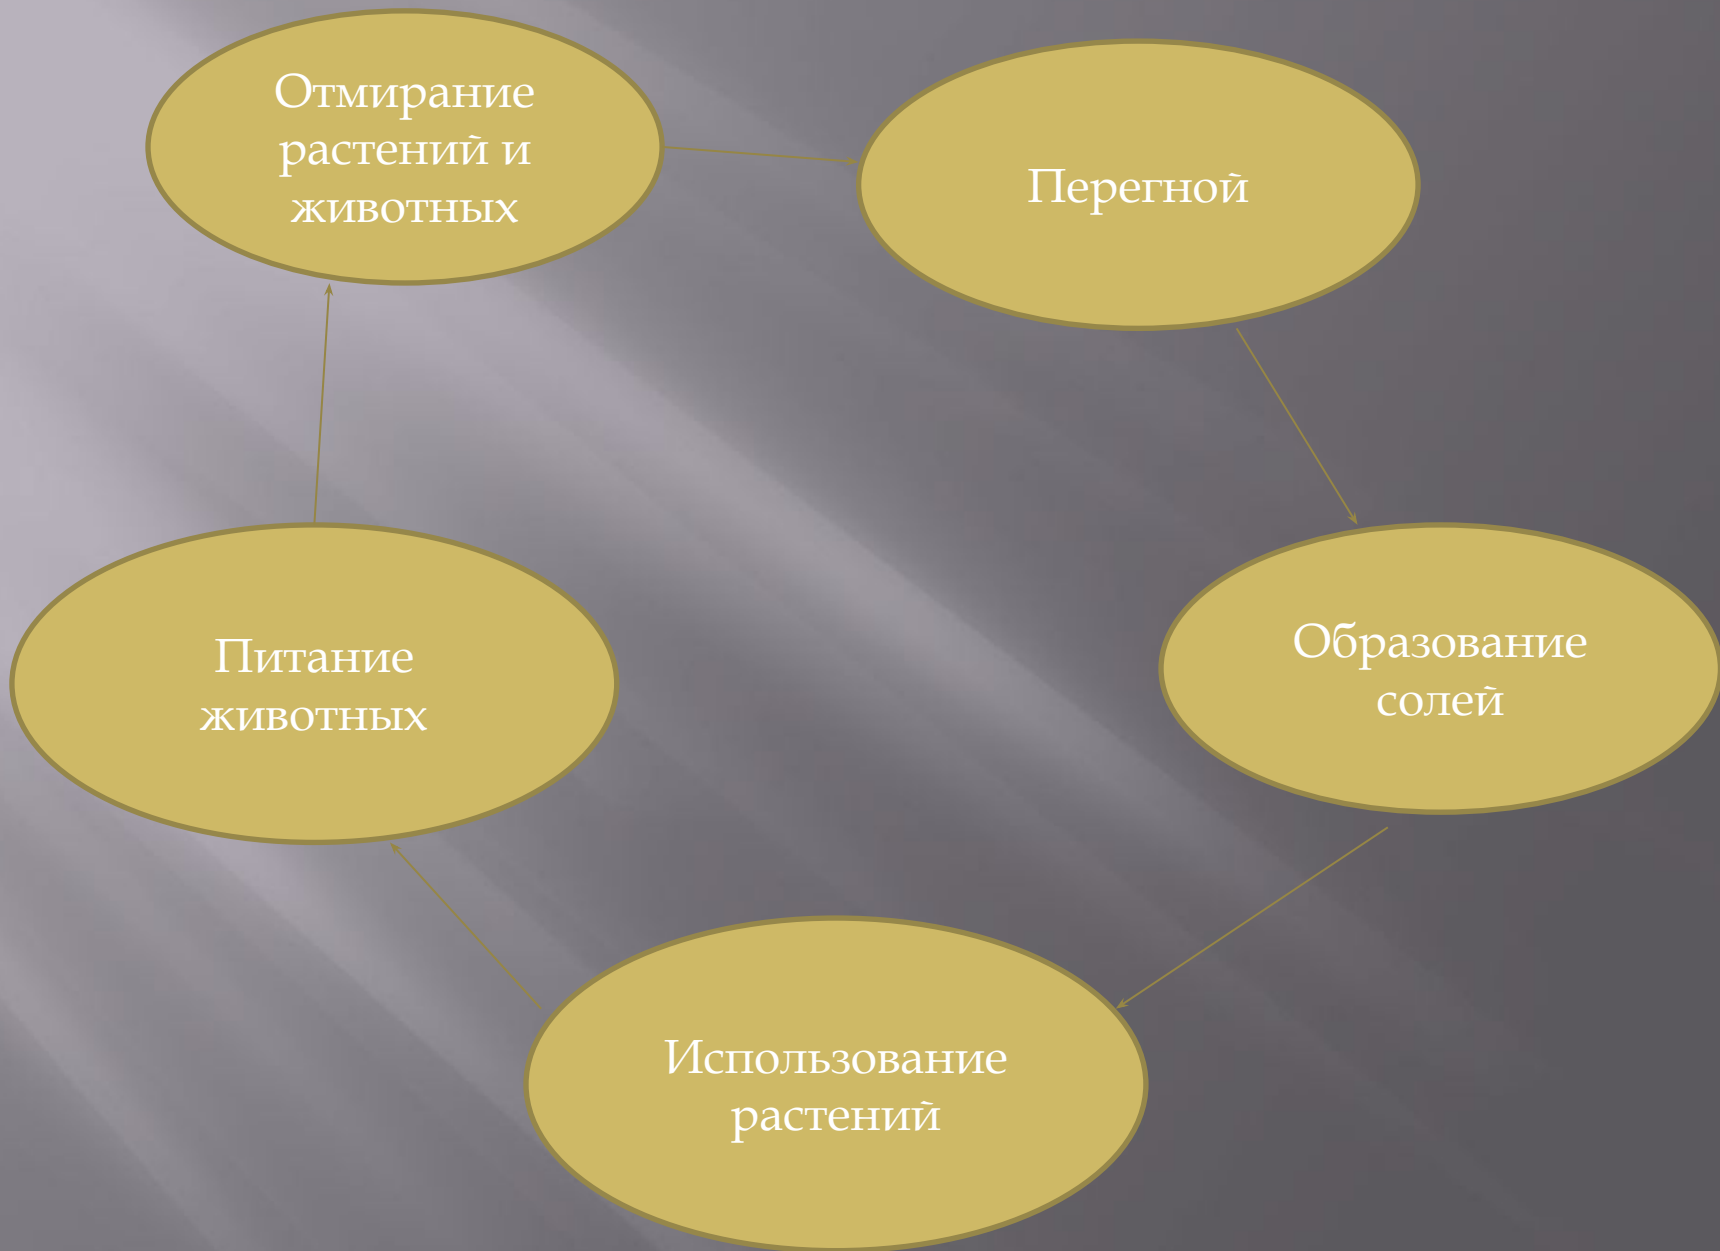 Отмирание
растений и
животных
Перегной
Образование
солей
Использование
растений
Питание
животных